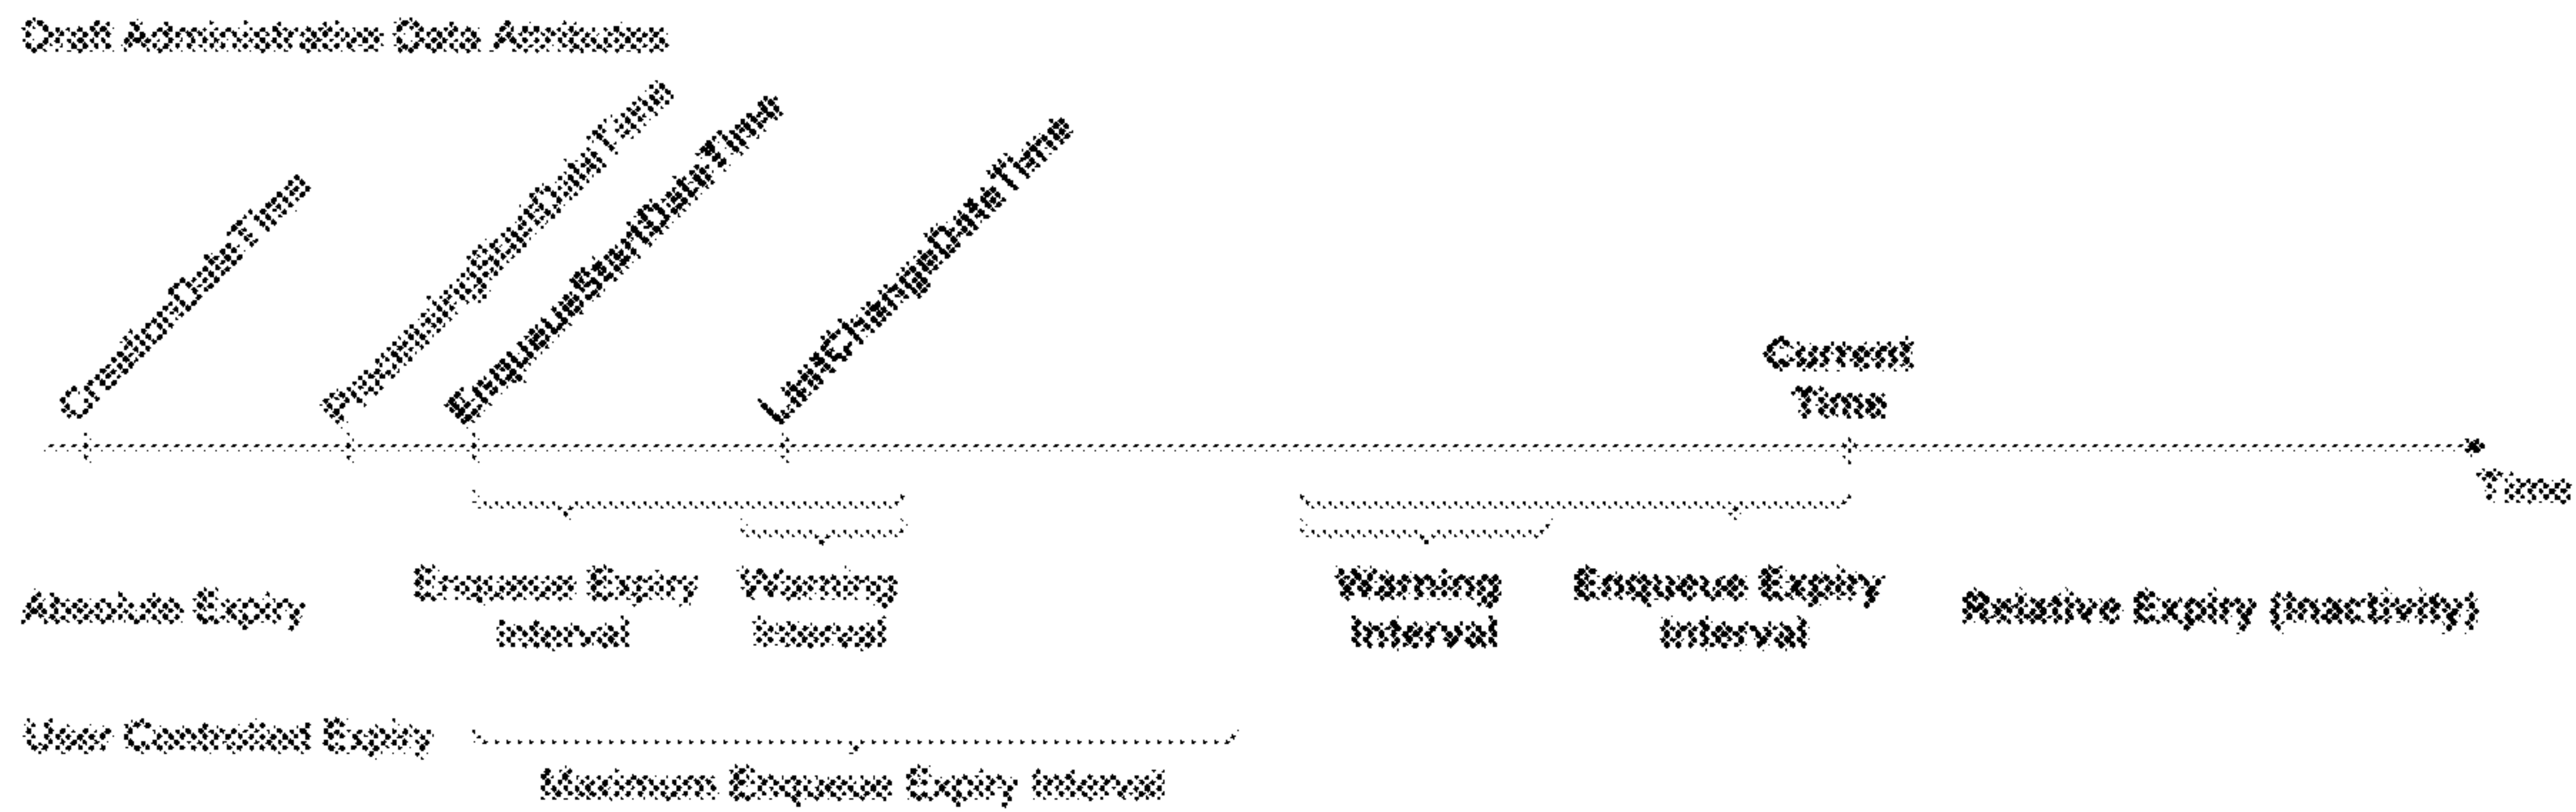 Draft Administrative Data Attributes
CreationDateTime
ProcessingStartDateTime
EnqueueStartDateTime
LastChangeDateTime
Current
Time
Time
Absolute Expiry
Enqueue Expiry
Interval
Warning
Interval
Warning
Interval
Enqueue Expiry
Interval
Relative Expiry (Inactivity)
User Controlled Expiry
Maximum Enqueue Expiry Interval